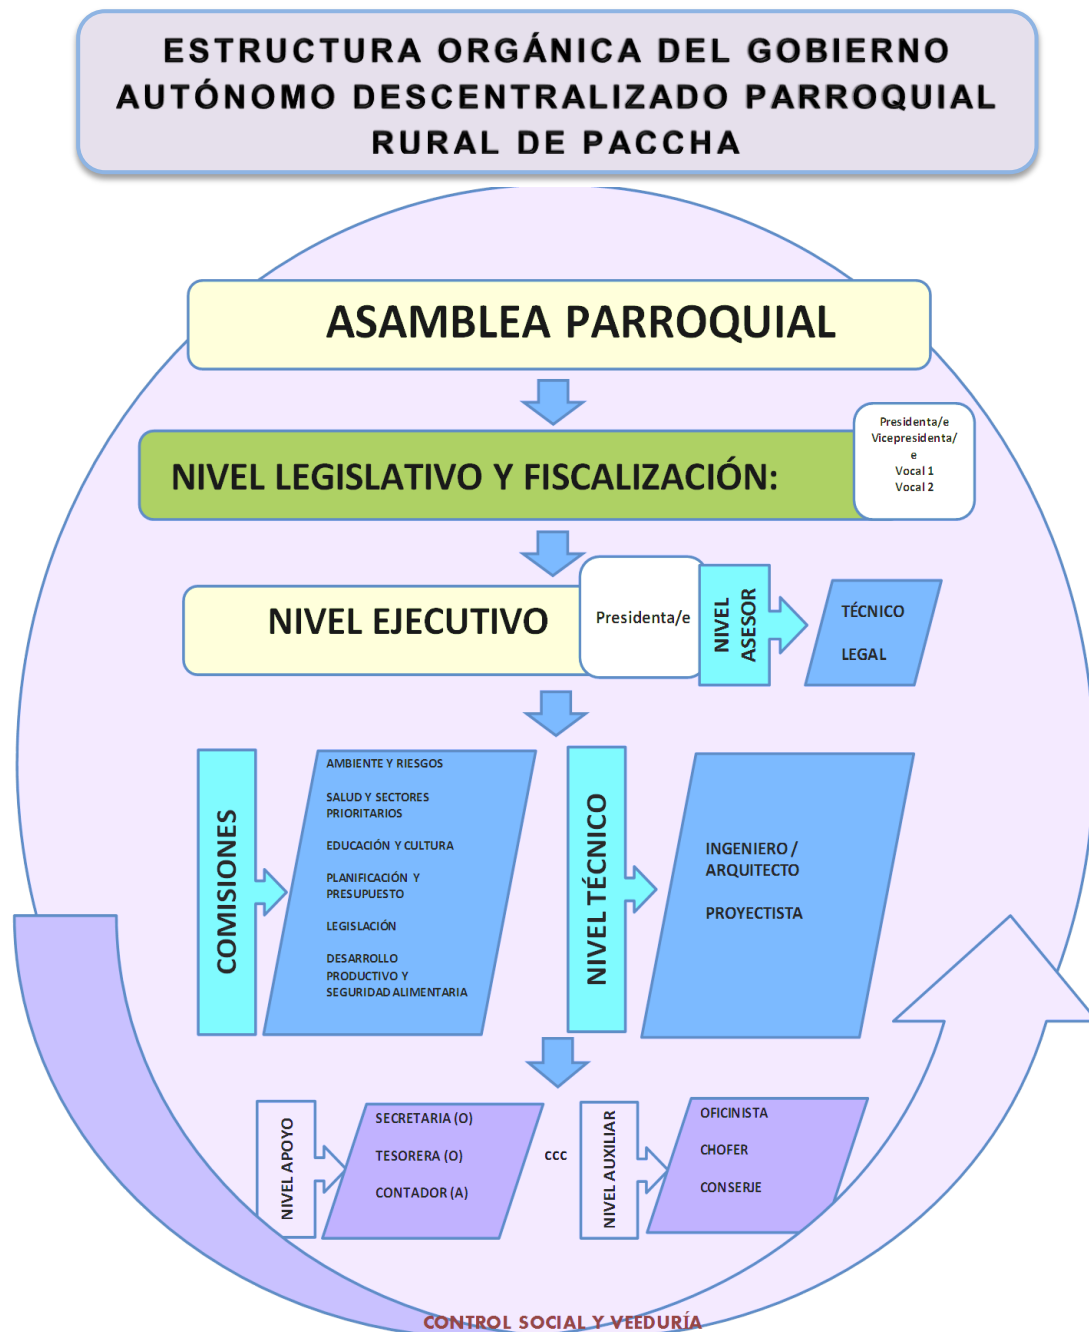 ESTRUCTURA ORGÁNICA DEL GOBIERNO
AUTÓNOMO DESCENTRALIZADO PARROQUIAL
RURAL DE PACCHA
ASAMBLEA PARROQUIAL
NIVEL LEGISLATIVO Y FISCALIZACIÓN:
Presidenta/e
Vicepresidenta/
e
Vocal 1
Vocal 2
NIVEL EJECUTIVO
Presidenta/e
NIVEL
ASESOR
TÉCNICO
LEGAL
COMISIONES
AMBIENTE Y RIESGOS
SALUD Y SECTORES
PRIORITARIOS
EDUCACIÓN Y CULTURA
PLANIFICACIÓN Y
PRESUPUESTO
LEGISLACIÓN
DESARROLLO
PRODUCTIVO Y
SEGURIDAD ALIMENTARIA
NIVEL TÉCNICO
INGENIERO /
ARQUITECTO
PROYECTISTA
NIVEL APOYO
SECRETARIA (O)
TESORERA (O)
CONTADOR (A)
ccc
NIVEL AUXILIAR
OFICINISTA
CHOFER
CONSERJE
CONTROL SOCIAL Y VEEDURÍA